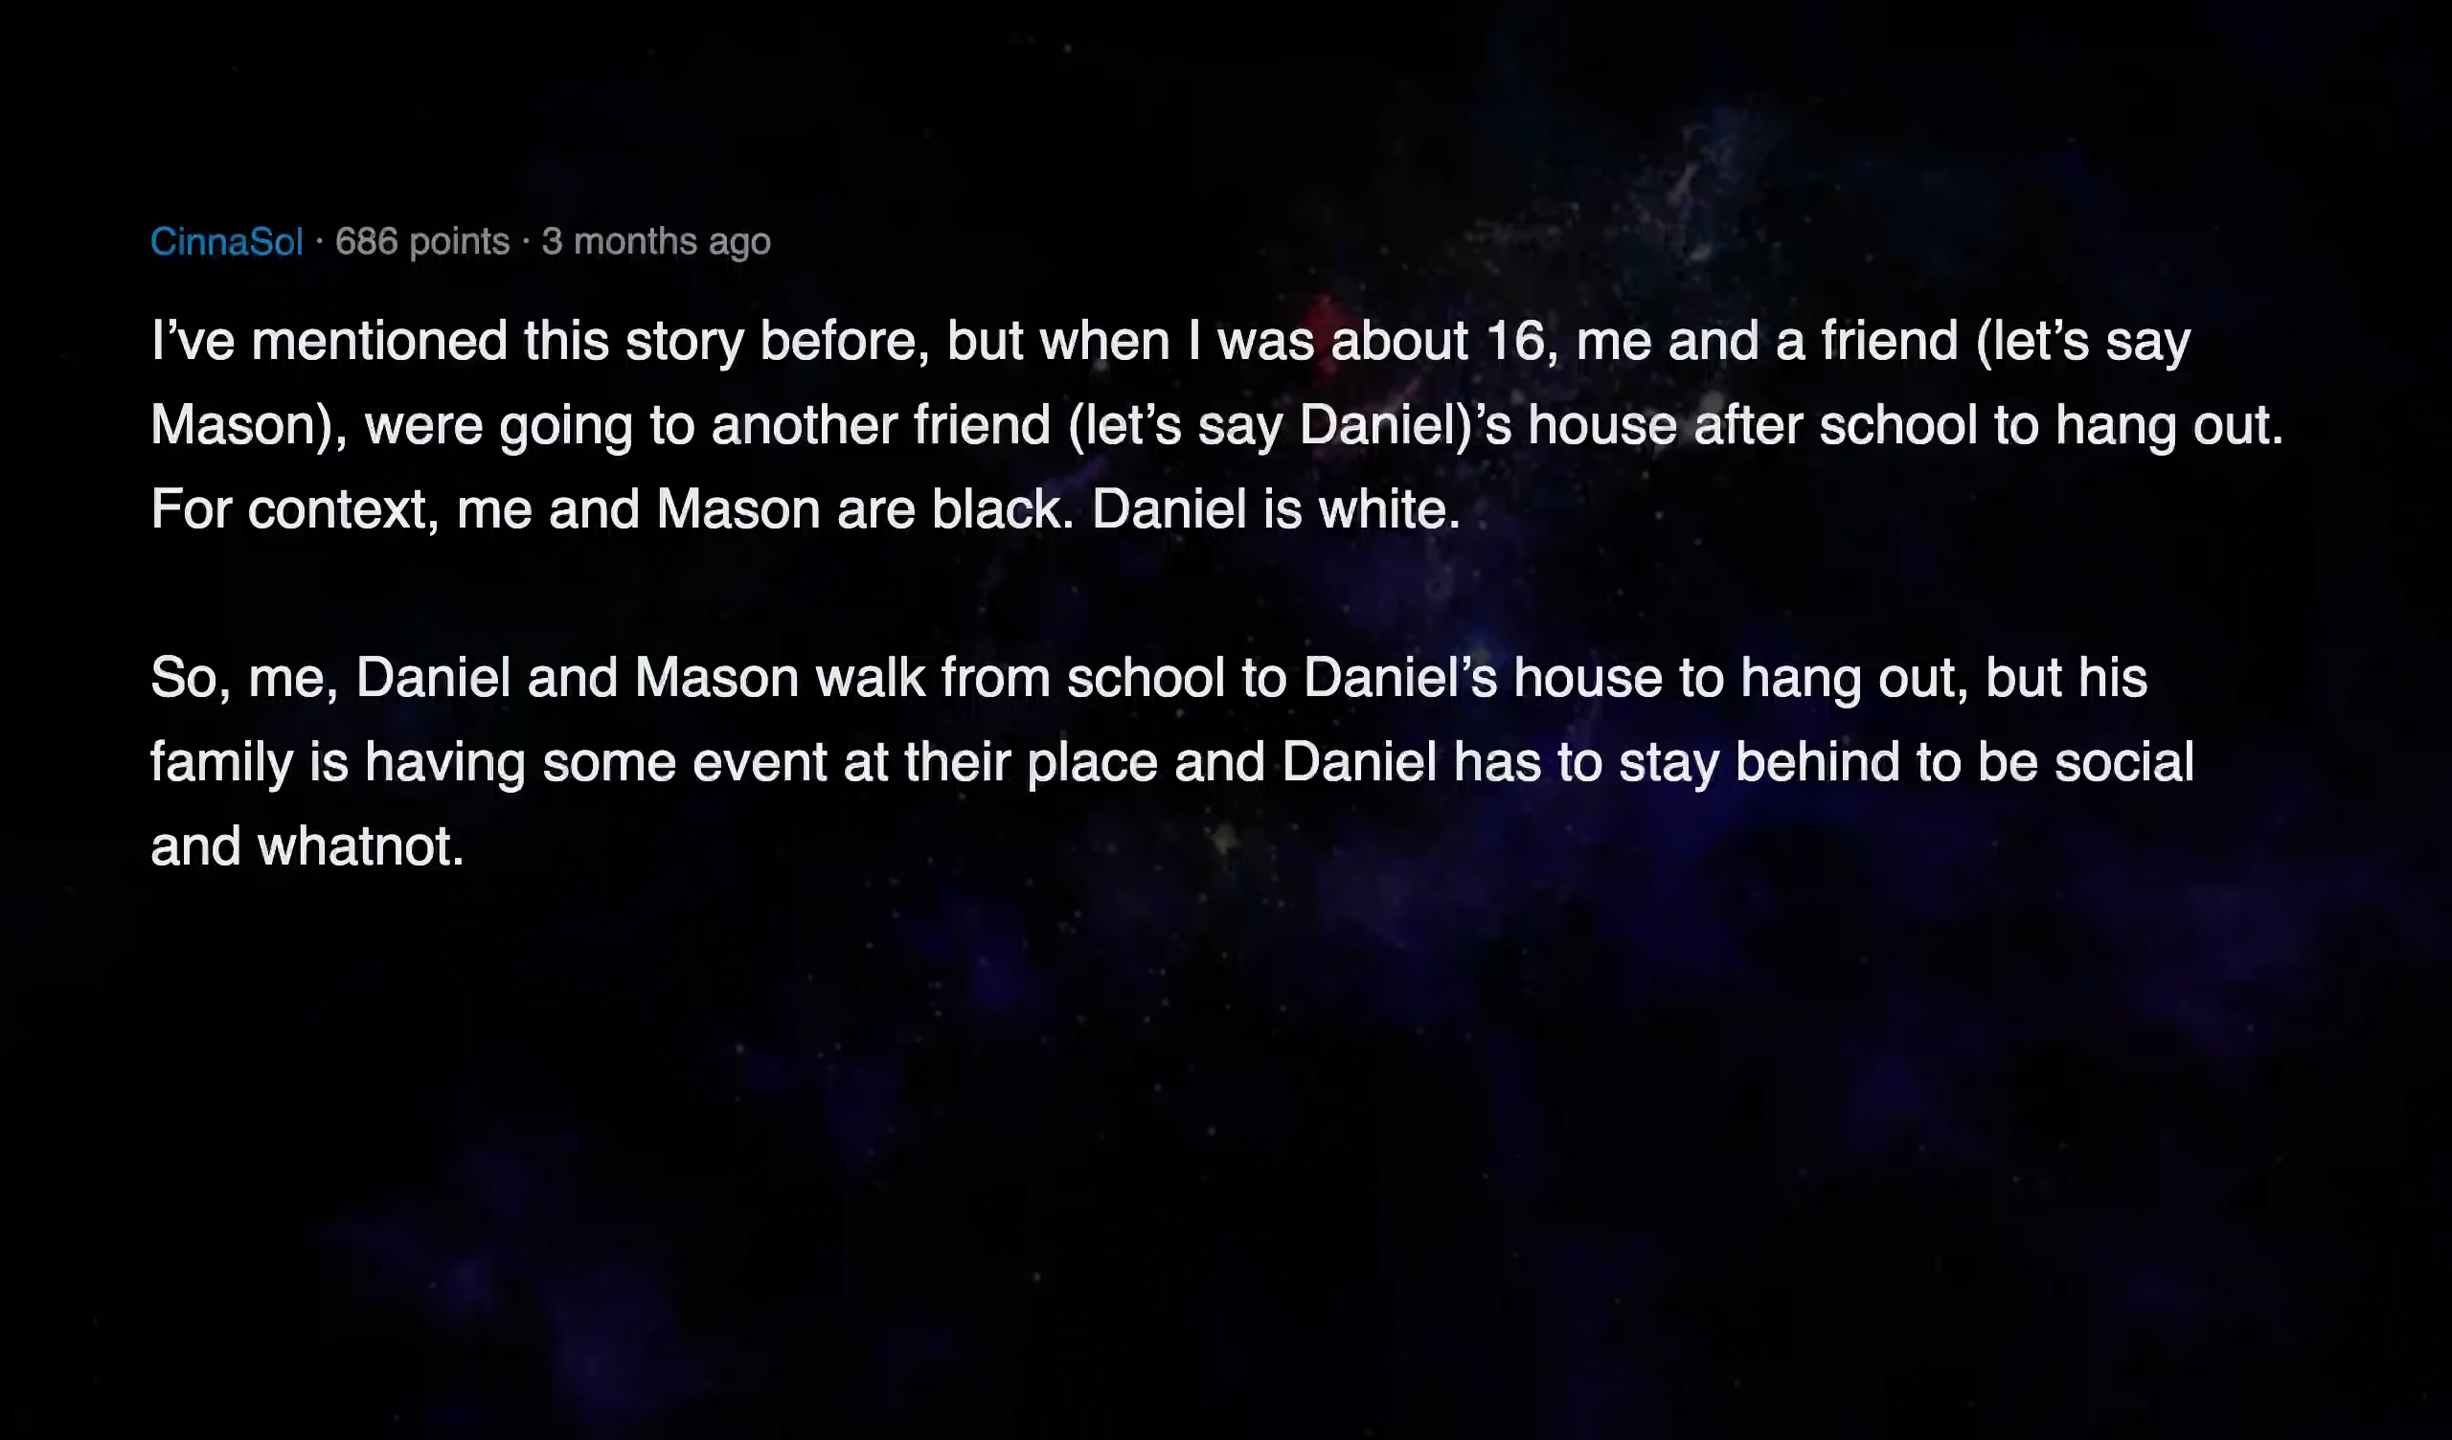 CinnaSol · 686 points · 3 months ago
I’ve mentioned this story before, but when I was about 16, me and a friend (let’s say
Mason), were going to another friend (let’s say Daniel)’s house after school to hang out.
For context, me and Mason are black. Daniel is white.
So, me, Daniel and Mason walk from school to Daniel’s house to hang out, but his
family is having some event at their place and Daniel has to stay behind to be social
and whatnot.